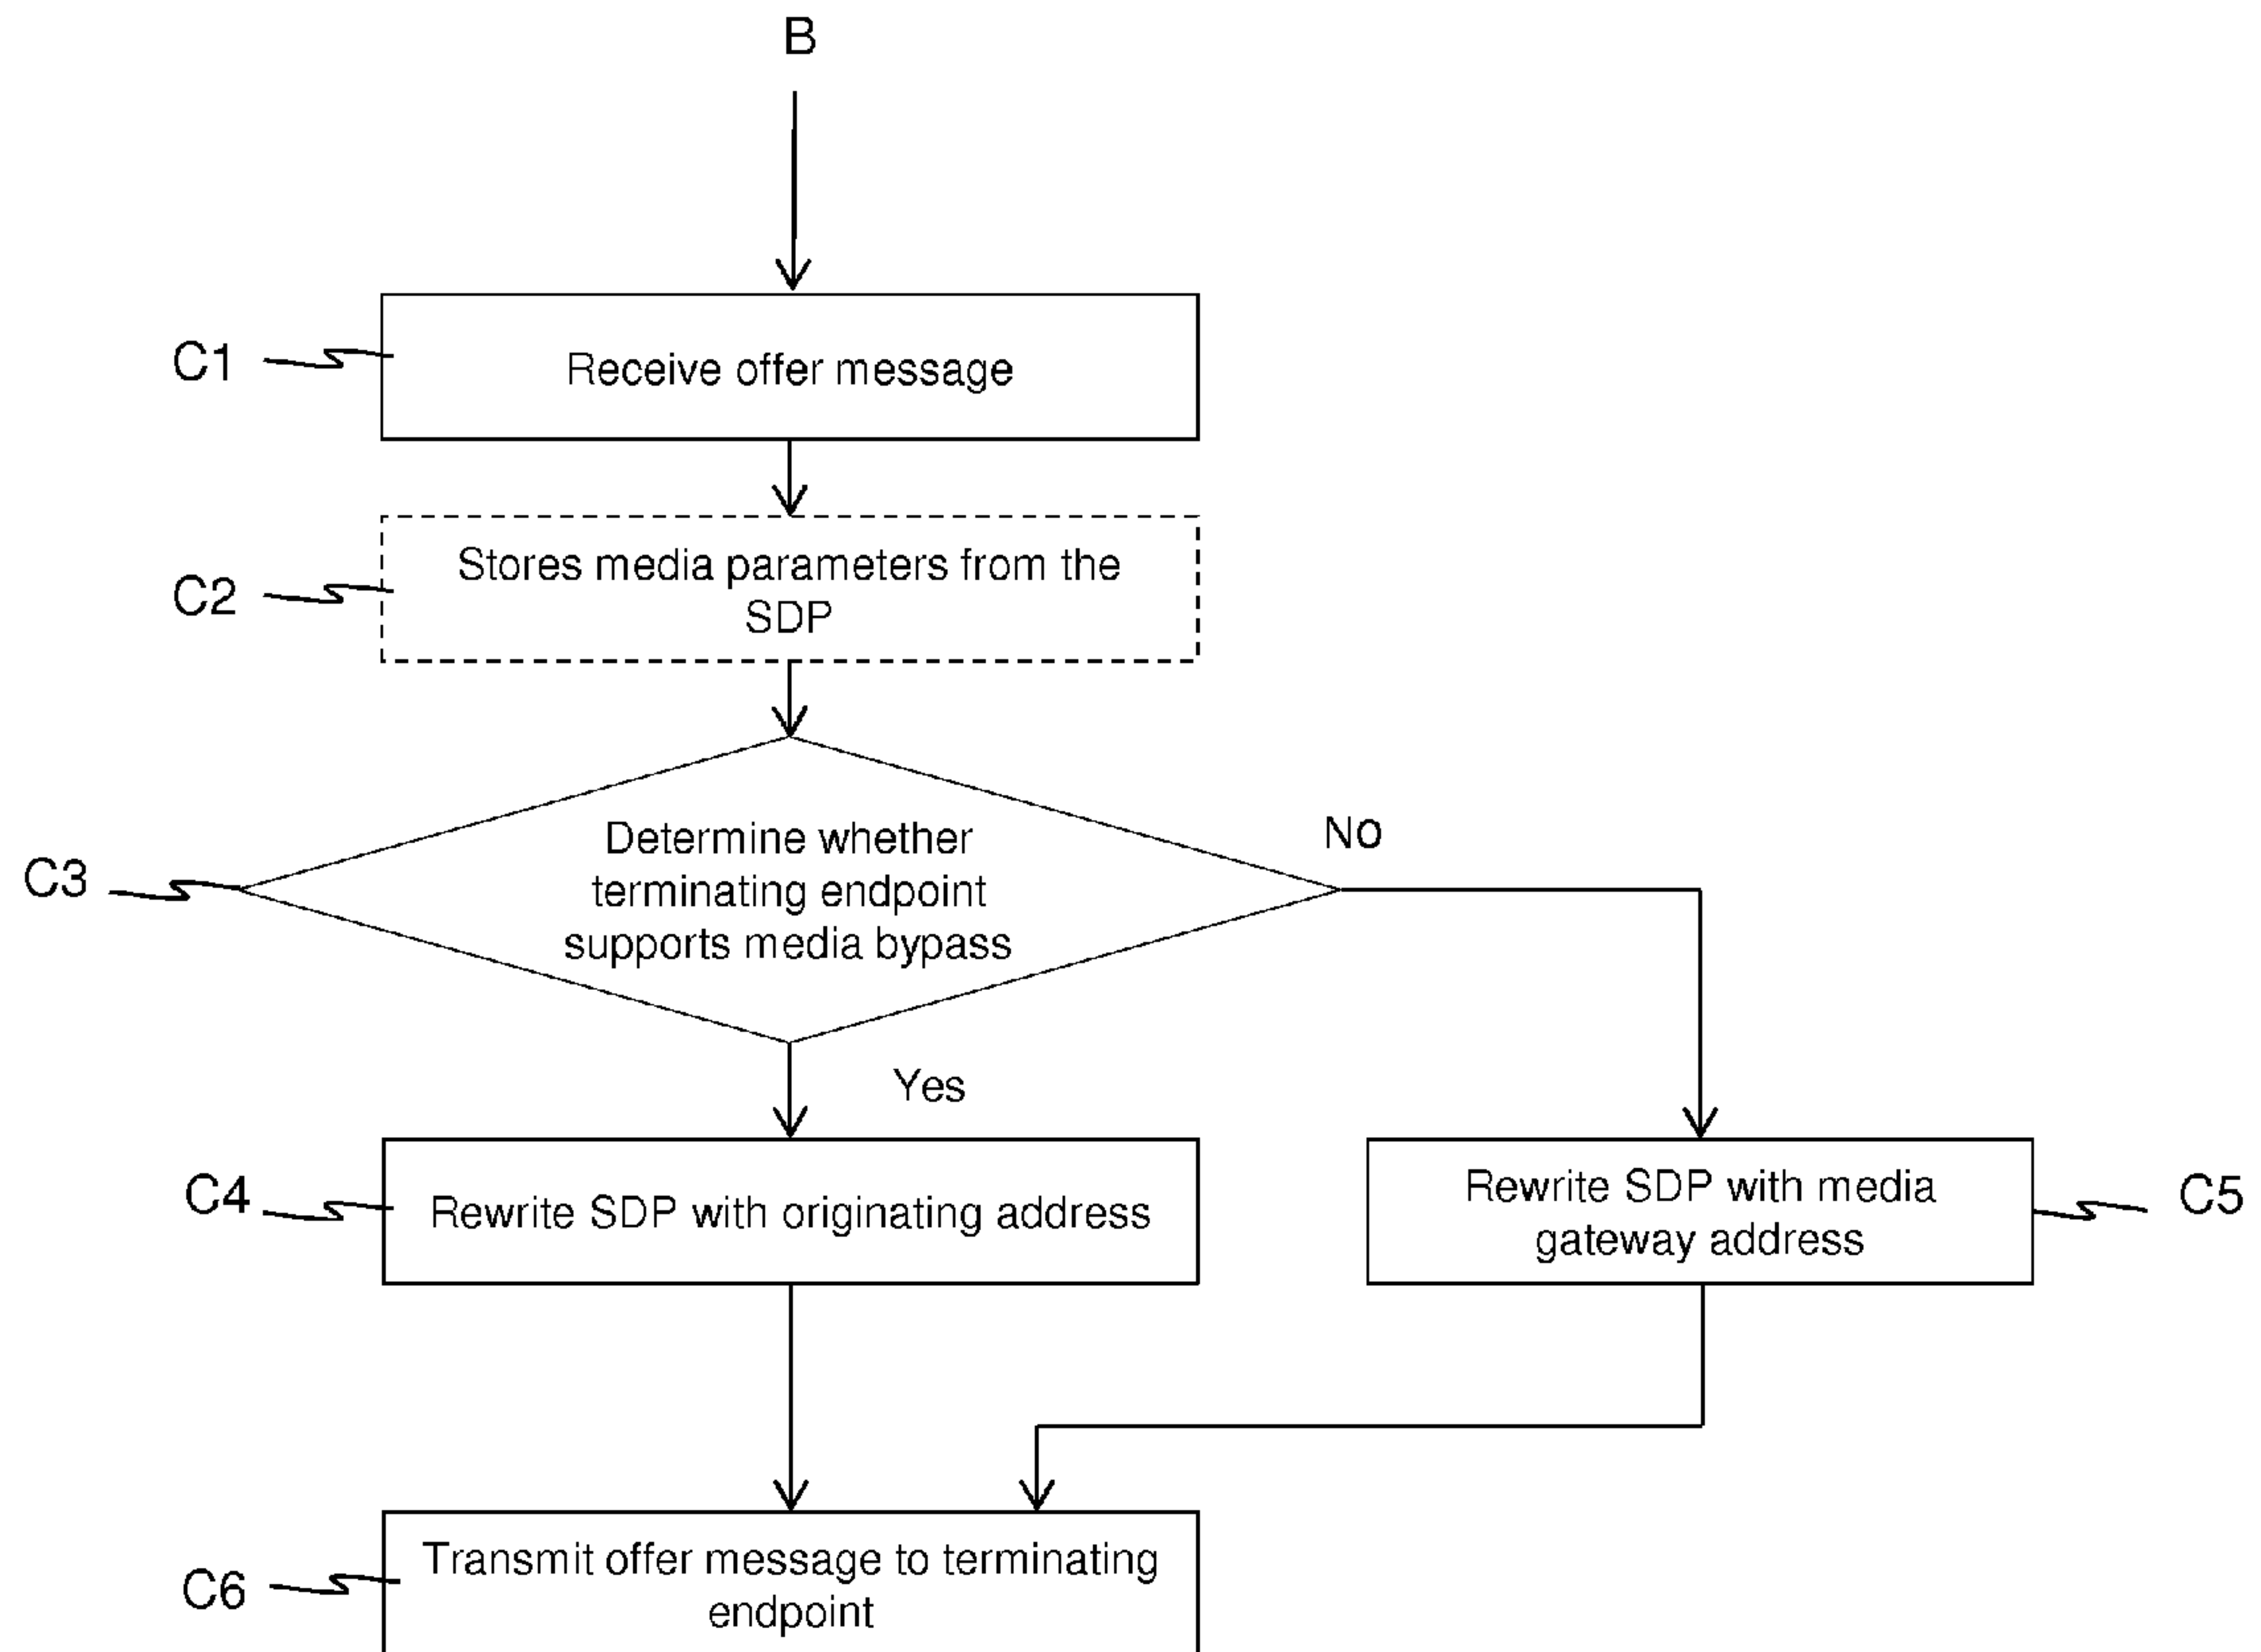 B
C1
Receive offer message
C2
Stores media parameters from the
SDP
C3
Determine whether
terminating endpoint
supports media bypass
No
Yes
C4
Rewrite SDP with originating address
Rewrite SDP with media
gateway address
C5
C6
Transmit offer message to terminating
endpoint